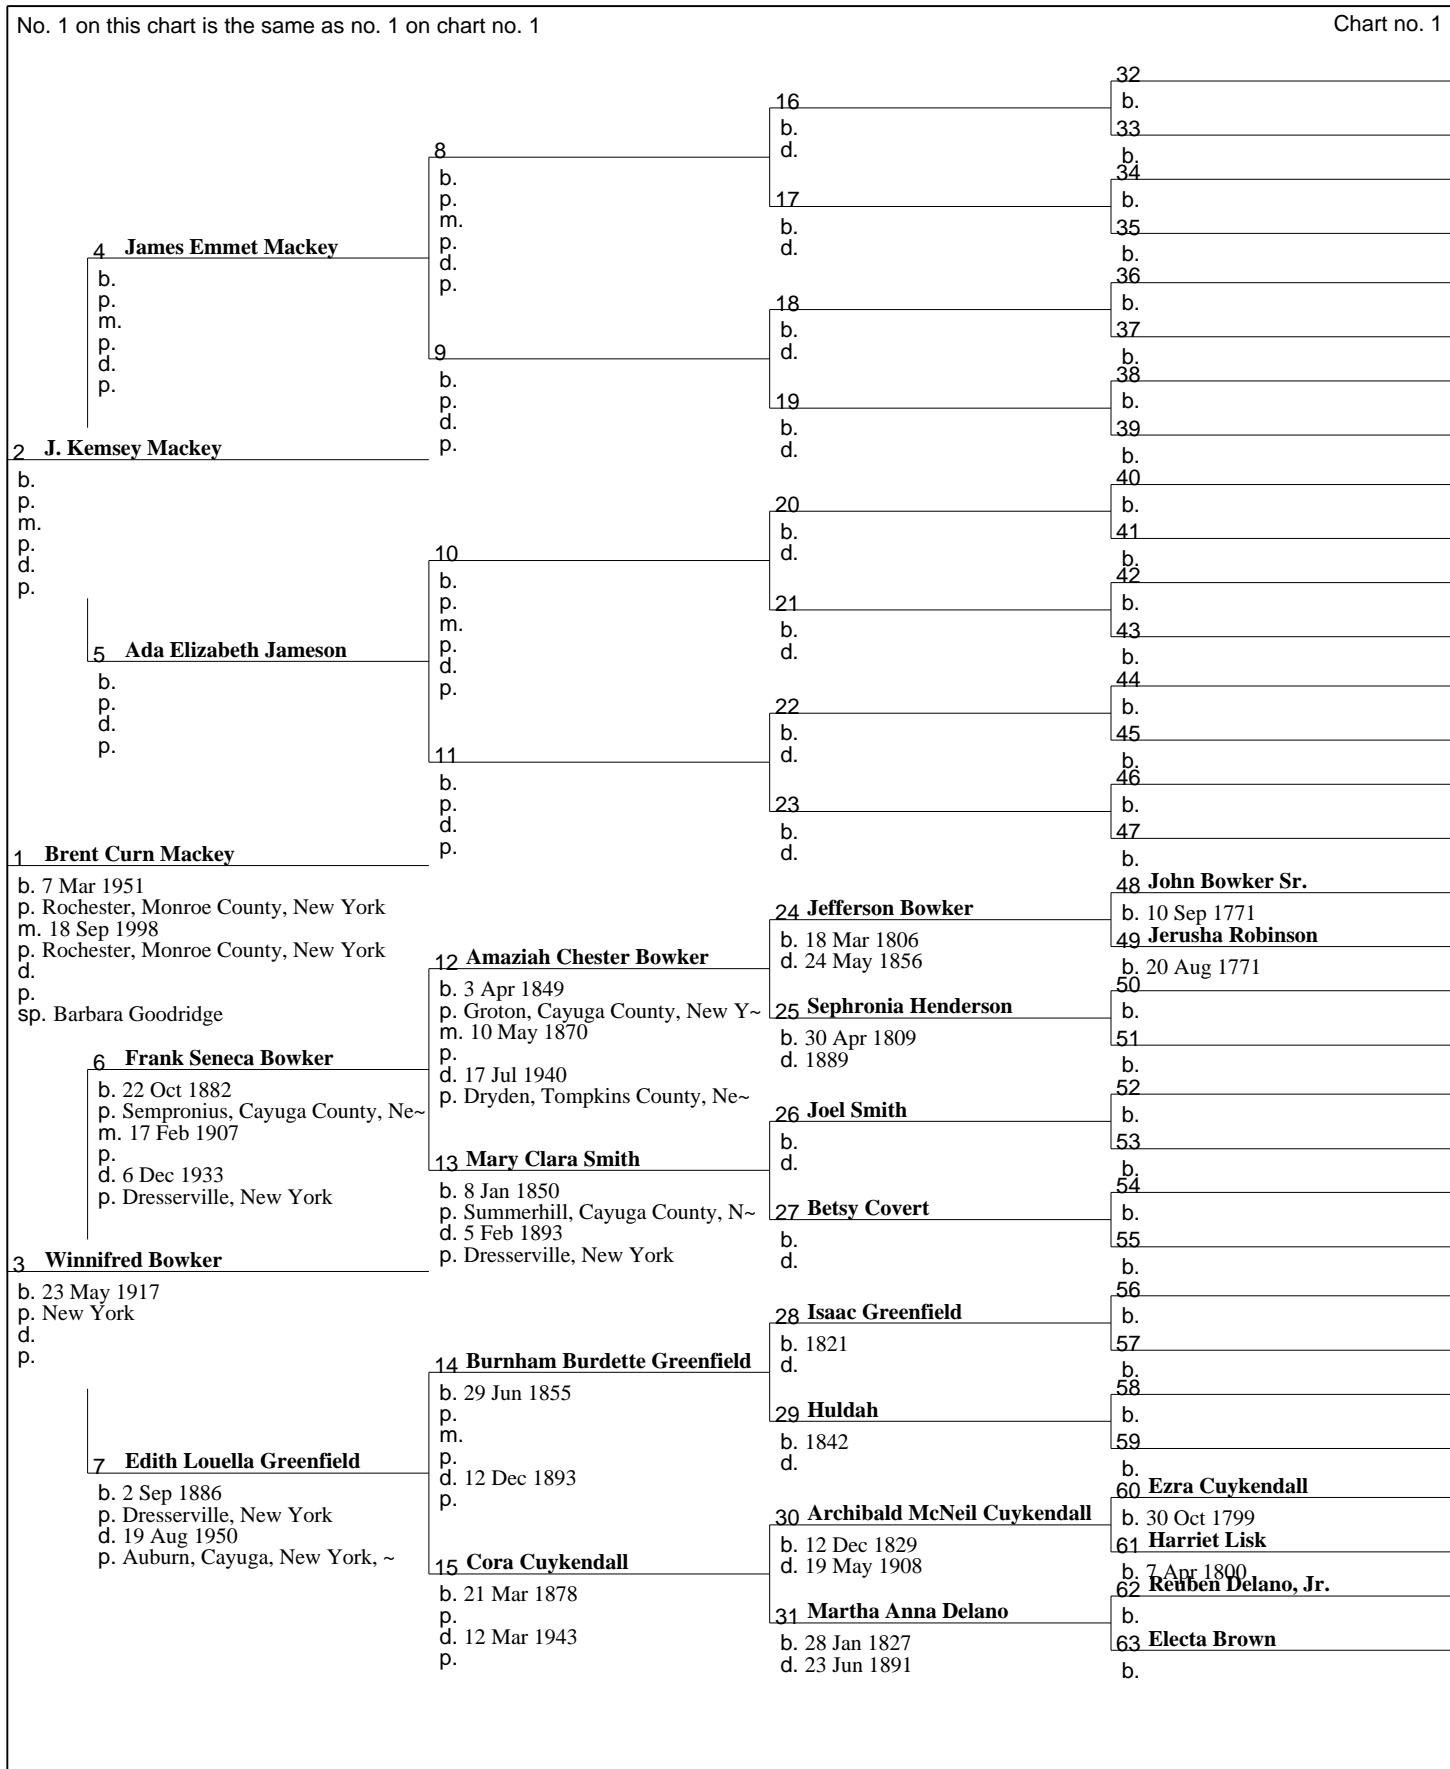 No. 1 on this chart is the same as no. 1 on chart no. 1
Chart no. 1
2 J. Kemsey Mackey
b.
p.
m.
p.
d.
p.
1 Brent Curn Mackey
b. 7 Mar 1951
p. Rochester, Monroe County, New York
m. 18 Sep 1998
p. Rochester, Monroe County, New York
d.
p.
sp. Barbara Goodridge
3 Winnifred Bowker
b. 23 May 1917
p. New York
d.
p.
4 James Emmet Mackey
b.
p.
m.
p.
d.
p.
5 Ada Elizabeth Jameson
b.
p.
d.
p.
6 Frank Seneca Bowker
b. 22 Oct 1882
p. Sempronius, Cayuga County, Ne~
m. 17 Feb 1907
p.
d. 6 Dec 1933
p. Dresserville, New York
7 Edith Louella Greenfield
b. 2 Sep 1886
p. Dresserville, New York
d. 19 Aug 1950
p. Auburn, Cayuga, New York, ~
8
b.
p.
m.
p.
d.
p.
9
b.
p.
d.
p.
10
b.
p.
m.
p.
d.
p.
11
b.
p.
d.
p.
12 Amaziah Chester Bowker
b. 3 Apr 1849
p. Groton, Cayuga County, New Y~
m. 10 May 1870
p.
d. 17 Jul 1940
p. Dryden, Tompkins County, Ne~
13 Mary Clara Smith
b. 8 Jan 1850
p. Summerhill, Cayuga County, N~
d. 5 Feb 1893
p. Dresserville, New York
14 Burnham Burdette Greenfield
b. 29 Jun 1855
p.
m.
p.
d. 12 Dec 1893
p.
15 Cora Cuykendall
b. 21 Mar 1878
p.
d. 12 Mar 1943
p.
16
b.
d.
17
b.
d.
18
b.
d.
19
b.
d.
20
b.
d.
21
b.
d.
22
b.
d.
23
b.
d.
24 Jefferson Bowker
b. 18 Mar 1806
d. 24 May 1856
25 Sephronia Henderson
b. 30 Apr 1809
d. 1889
26 Joel Smith
b.
d.
27 Betsy Covert
b.
d.
28 Isaac Greenfield
b. 1821
d.
29 Huldah
b. 1842
d.
30 Archibald McNeil Cuykendall
b. 12 Dec 1829
d. 19 May 1908
31 Martha Anna Delano
b. 28 Jan 1827
d. 23 Jun 1891
32
b.
33
b.
34
b.
35
b.
36
b.
37
b.
38
b.
39
b.
40
b.
41
b.
42
b.
43
b.
44
b.
45
b.
46
b.
47
b.
48 John Bowker Sr.
b. 10 Sep 1771
49 Jerusha Robinson
b. 20 Aug 1771
50
b.
51
b.
52
b.
53
b.
54
b.
55
b.
56
b.
57
b.
58
b.
59
b.
60 Ezra Cuykendall
b. 30 Oct 1799
61 Harriet Lisk
b. 7 Apr 1800
62 Reuben Delano, Jr.
b.
63 Electa Brown
b.